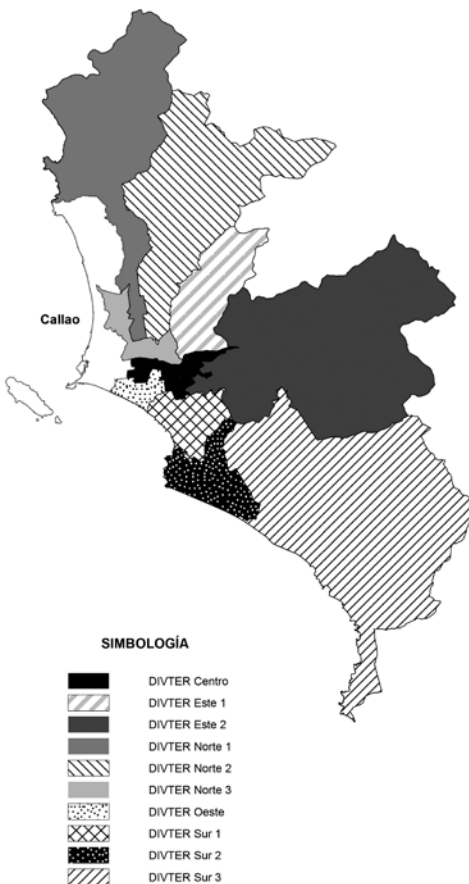 Callao
SIMBOLOGÍA
DIVTER Centro
DIVTER Este 1
DIVTER Este 2
DIVTER Norte 1
DIVTER Norte 2
DIVTER Norte 3
DIVTER Oeste
DIVTER Sur 1
DIVTER Sur 2
DIVTER Sur 3